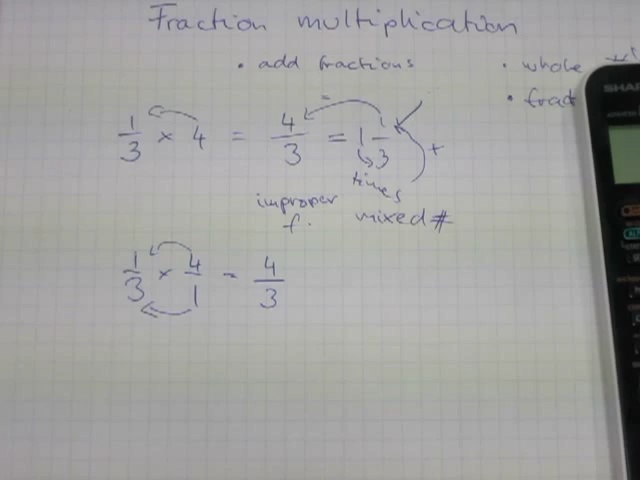 Fraction multiplication
• add fractions
• whole
• fract
SHAR
1/3 × 4 = 4/3 = 1 1/3
=
+
times
improper f.
mixed #
1/3 × 4/1 = 4/3